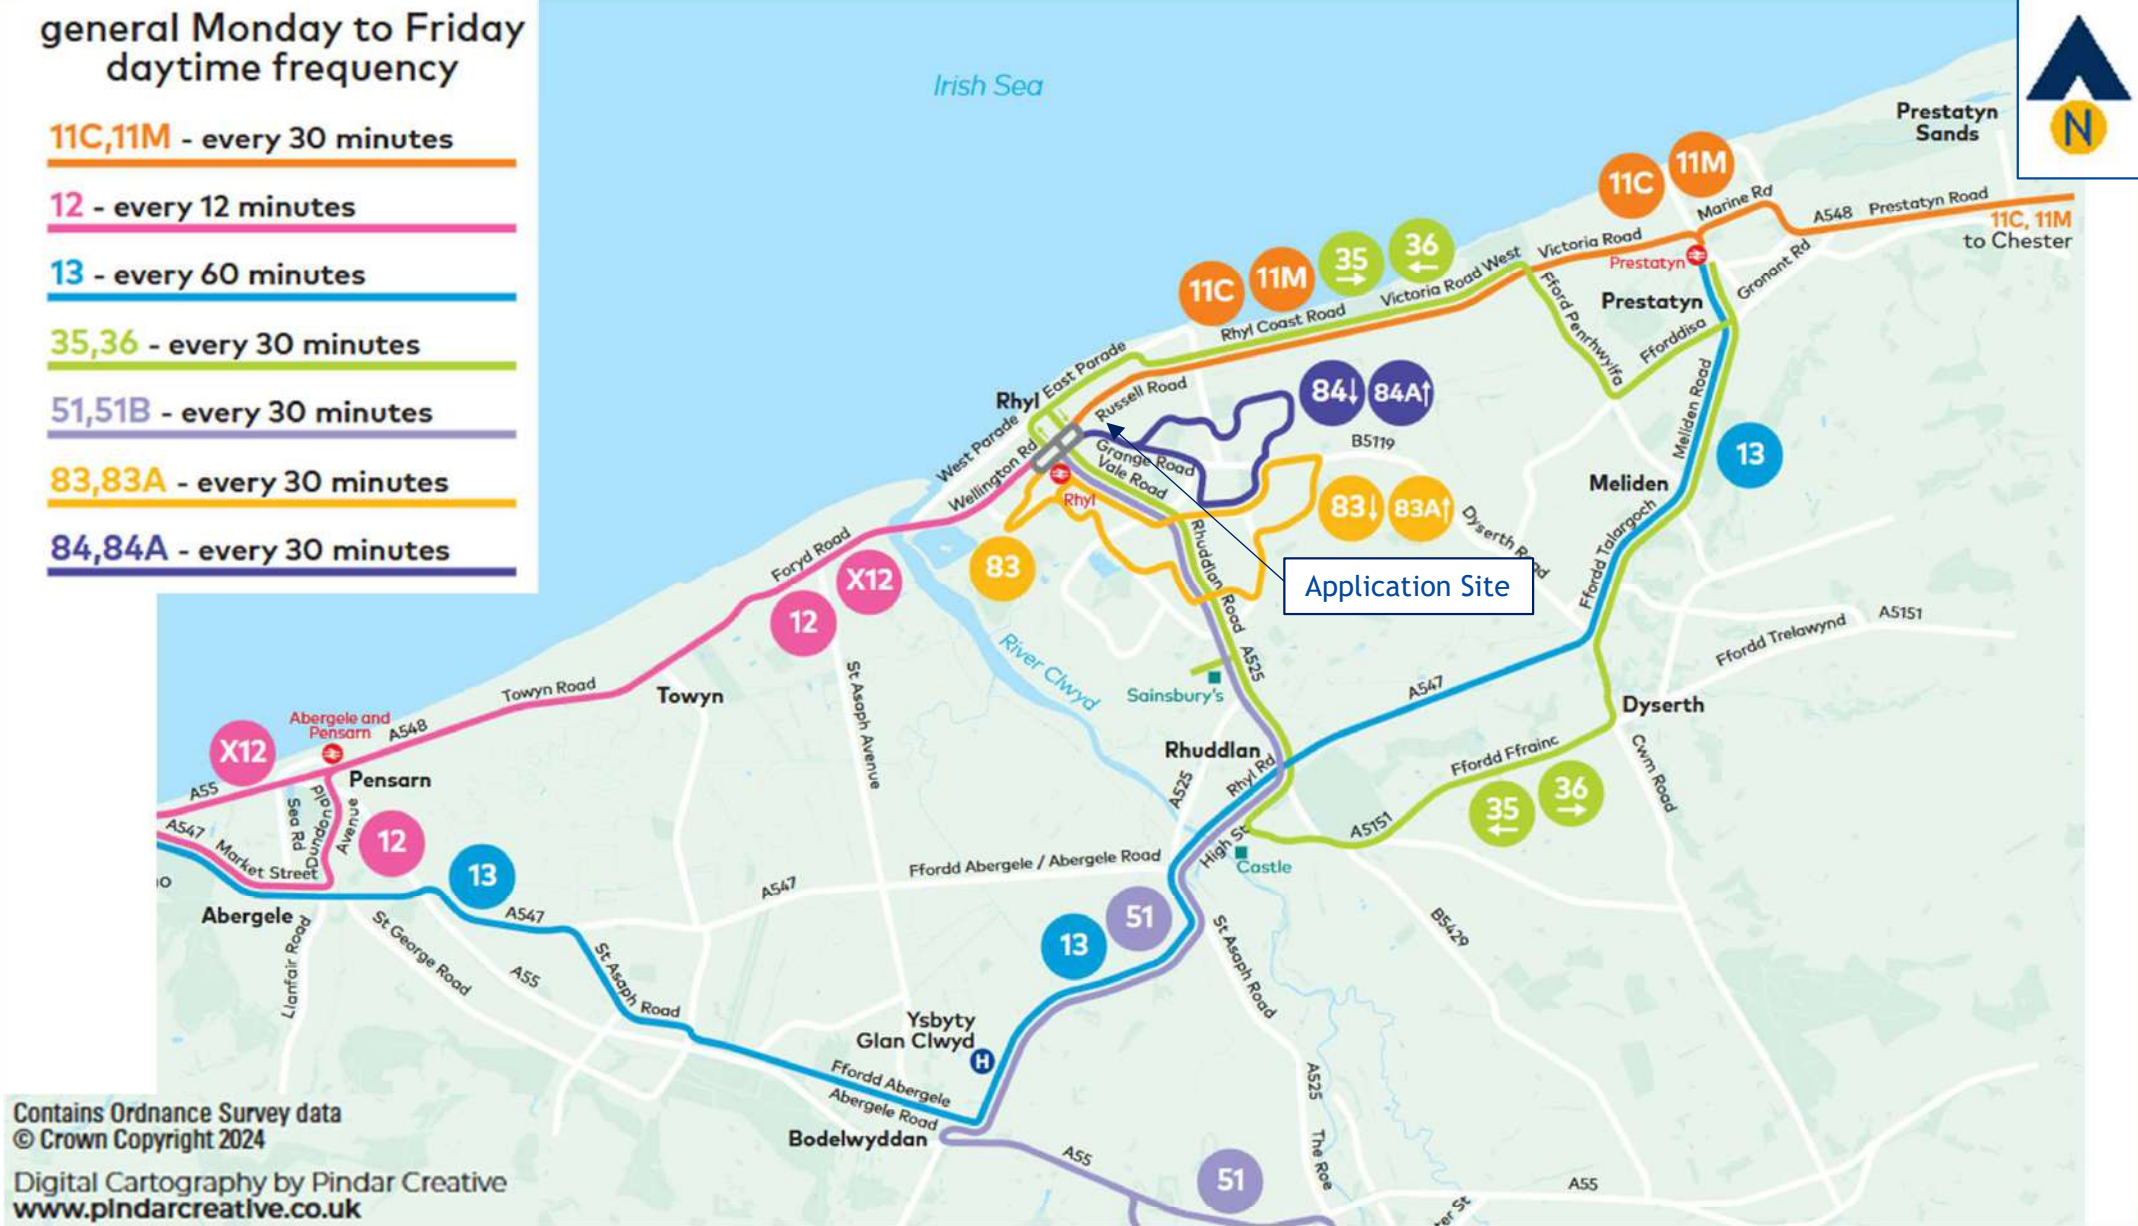 general Monday to Friday
daytime frequency
11C,11M - every 30 minutes
12 - every 12 minutes
13 - every 60 minutes
35,36 - every 30 minutes
51,51B - every 30 minutes
83,83A - every 30 minutes
84,84A - every 30 minutes
Irish Sea
N
Prestatyn
Sands
11C
11M
Marine Rd
A548
Prestatyn Road
11C, 11M
to Chester
Victoria Road
Prestatyn
Gronant Rd
Prestatyn
11C
11M
35
→
36
←
Victoria Road West
Rhyl Coast Road
Fford Penrhwylfa
Fforddisa
Meliden Road
East Parade
Rhyl
Russell Road
84↓
84A↑
West Parade
Wellington Rd
Grange Road
Vale Road
B5119
13
Meliden
Rhyl
83↓
83A↑
Dyserth Road
Ffordd Talargoch
Foryd Road
X12
12
83
Rhuddlan Road
Application Site
A5151
Ffordd Trelawynd
River Clwyd
A525
Sainsbury's
A547
Dyserth
St Asaph Avenue
Towyn
Towyn Road
Abergele and
Pensarn
A548
X12
A55
Pensarn
Rhuddlan
Rhyl Rd
A525
Ffordd Ffrainc
Cwm Road
35
←
36
→
A5151
A547
Sea Rd
Dundonald
Avenue
12
Market Street
13
High St
Castle
Ffordd Abergele / Abergele Road
A547
Abergele
Llanfair Road
St George Road
A547
A55
St Asaph Road
13
51
St Asaph Road
B5429
Ysbyty
Glan Clwyd
H
Ffordd Abergele
Abergele Road
Bodelwyddan
A525
The Roe
A55
51
A55
Contains Ordnance Survey data
© Crown Copyright 2024
Digital Cartography by Pindar Creative
www.pindarcreative.co.uk